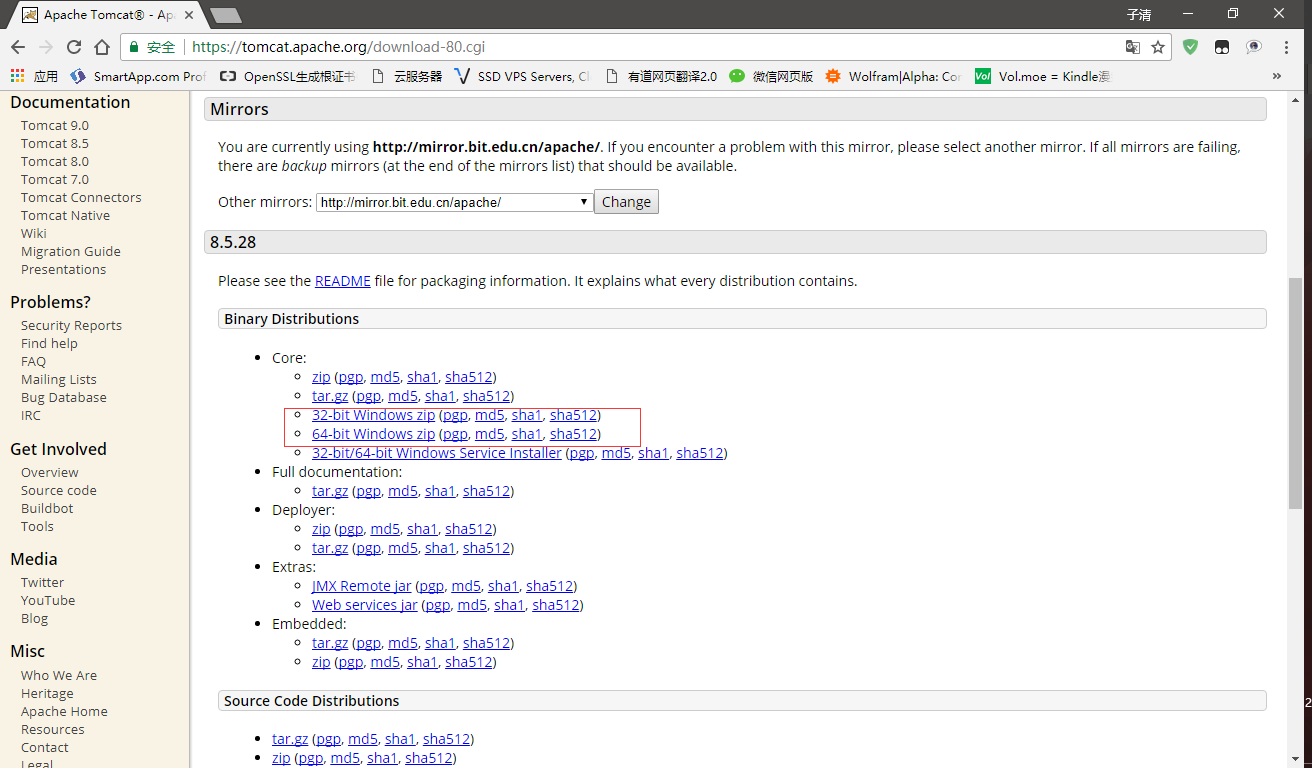 Apache Tomcat® - Ap
子清
安全
https://tomcat.apache.org/download-80.cgi
应用
SmartApp.com Prof
OpenSSL生成根证书
云服务器
SSD VPS Servers, Cl
有道网页翻译2.0
微信网页版
Wolfram|Alpha: Con
Vol
Vol.moe = Kindle漫
»
Documentation
Tomcat 9.0
Tomcat 8.5
Tomcat 8.0
Tomcat 7.0
Tomcat Connectors
Tomcat Native
Wiki
Migration Guide
Presentations
Problems?
Security Reports
Find help
FAQ
Mailing Lists
Bug Database
IRC
Get Involved
Overview
Source code
Buildbot
Tools
Media
Twitter
YouTube
Blog
Misc
Who We Are
Heritage
Apache Home
Resources
Contact
Legal
Mirrors
You are currently using http://mirror.bit.edu.cn/apache/. If you encounter a problem with this mirror, please select another mirror. If all mirrors are failing,
there are backup mirrors (at the end of the mirrors list) that should be available.
Other mirrors: http://mirror.bit.edu.cn/apache/ Change
8.5.28
Please see the README file for packaging information. It explains what every distribution contains.
Binary Distributions
Core:
zip (pgp, md5, sha1, sha512)
tar.gz (pgp, md5, sha1, sha512)
32-bit Windows zip (pgp, md5, sha1, sha512)
64-bit Windows zip (pgp, md5, sha1, sha512)
32-bit/64-bit Windows Service Installer (pgp, md5, sha1, sha512)
Full documentation:
tar.gz (pgp, md5, sha1, sha512)
Deployer:
zip (pgp, md5, sha1, sha512)
tar.gz (pgp, md5, sha1, sha512)
Extras:
JMX Remote jar (pgp, md5, sha1, sha512)
Web services jar (pgp, md5, sha1, sha512)
Embedded:
tar.gz (pgp, md5, sha1, sha512)
zip (pgp, md5, sha1, sha512)
Source Code Distributions
tar.gz (pgp, md5, sha1, sha512)
zip (pgp, md5, sha1, sha512)
2